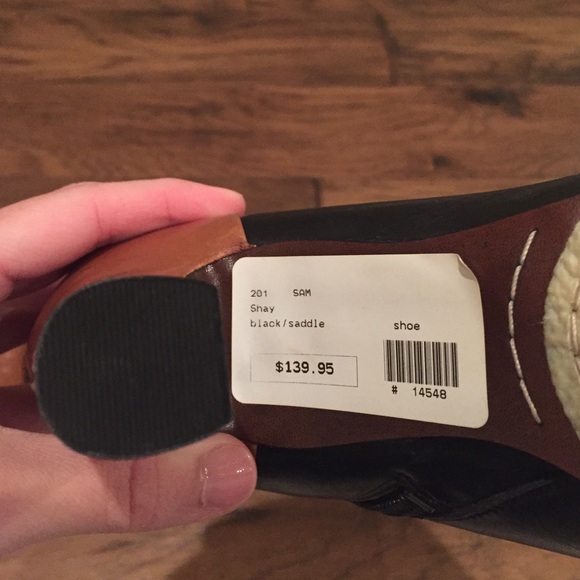 201 SAM
Shay
black/saddle
shoe
$139.95
# 14548